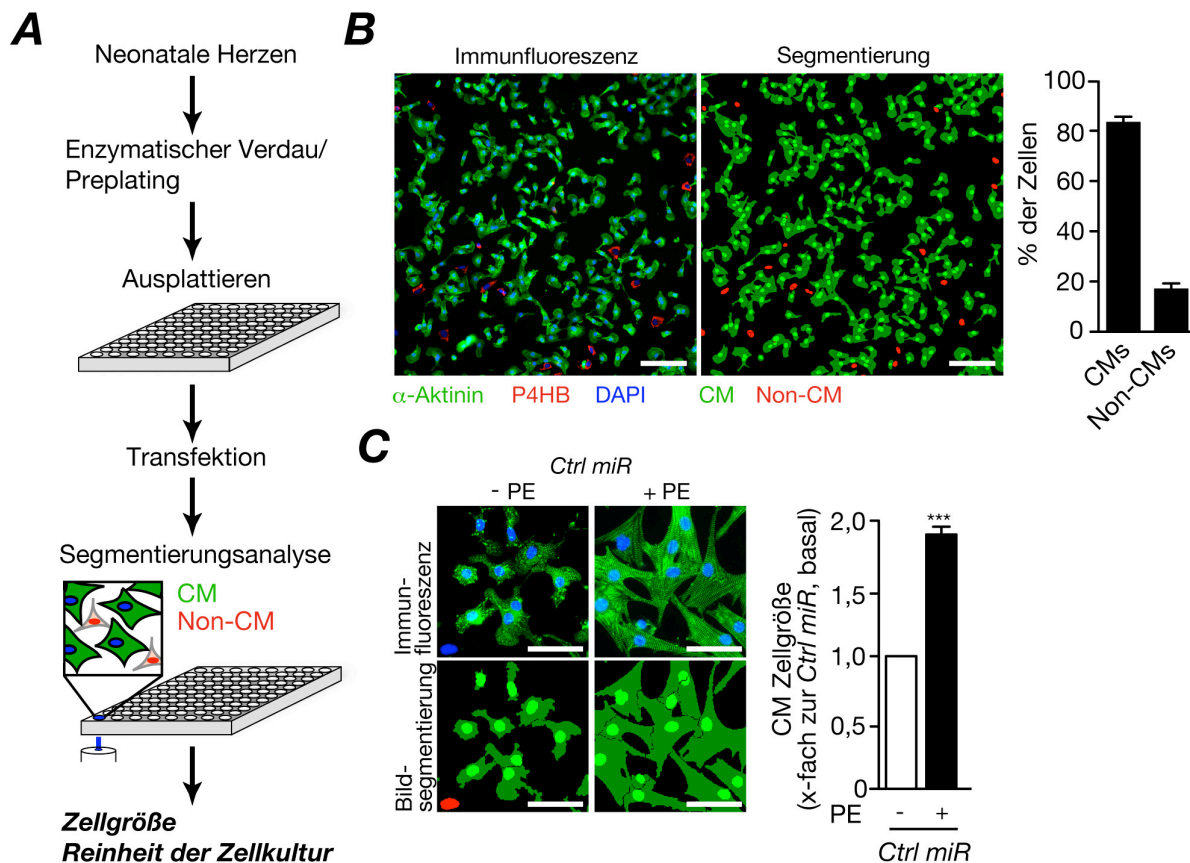 A
Neonatale Herzen
Enzymatischer Verdau/
Preplating
Ausplattieren
Transfektion
Segmentierungsanalyse
CM
Non-CM
Zellgröße
Reinheit der Zellkultur
B
Immunfluoreszenz
Segmentierung
α-Aktinin P4HB DAPI
CM Non-CM
% der Zellen
100
80
60
40
20
0
CMs
Non-CMs
C
Ctrl miR
- PE
+ PE
Immun-
fluoreszenz
Bild-
segmentierung
CM Zellgröße
(x-fach zur Ctrl miR, basal)
2,0
1,5
1,0
0,5
0
***
PE - +
Ctrl miR